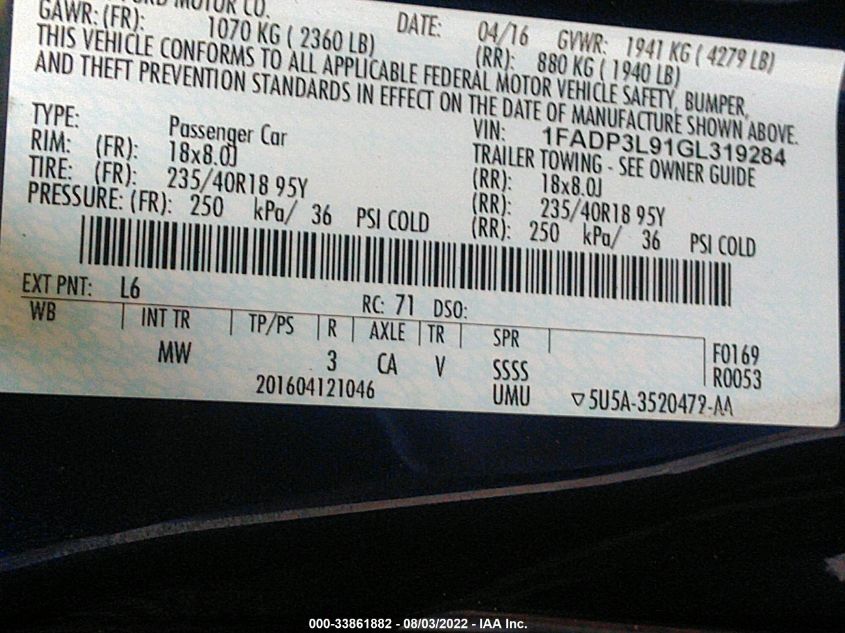 FORD MOTOR CO.
GAWR: (FR): 1070 KG ( 2360 LB) DATE: 04/16 GVWR: 1941 KG ( 4279 LB)
(RR): 880 KG ( 1940 LB)
THIS VEHICLE CONFORMS TO ALL APPLICABLE FEDERAL MOTOR VEHICLE SAFETY, BUMPER,
AND THEFT PREVENTION STANDARDS IN EFFECT ON THE DATE OF MANUFACTURE SHOWN ABOVE.
VIN: 1FADP3L91GL319284
TYPE: Passenger Car TRAILER TOWING - SEE OWNER GUIDE
RIM: (FR): 18x8.0J (RR): 18x8.0J
TIRE: (FR): 235/40R18 95Y (RR): 235/40R18 95Y
PRESSURE: (FR): 250 kPa/ 36 PSI COLD (RR): 250 kPa/ 36 PSI COLD
EXT PNT: L6 RC: 71 DSO:
WB INT TR TP/PS R AXLE TR SPR F0169
MW 3 CA V SSSS R0053
201604121046 UMU ▽5U5A-3520472-AA
000-33861882 - 08/03/2022 - IAA Inc.